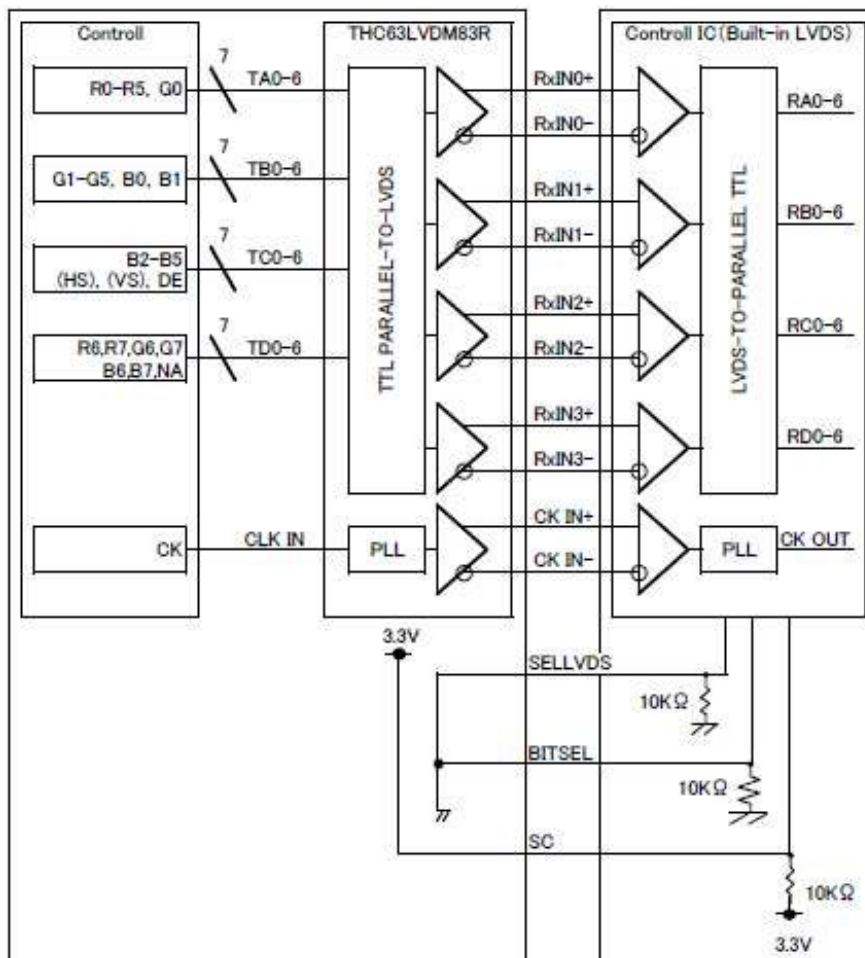 Controll
THC63LVDM83R
Controll IC(Built-in LVDS)
R0-R5, G0
7
TA0-6
RxIN0+
RxIN0-
RA0-6
G1-G5, B0, B1
7
TB0-6
RxIN1+
RxIN1-
RB0-6
B2-B5
(HS), (VS), DE
7
TC0-6
RxIN2+
RxIN2-
RC0-6
R6,R7,G6,G7
B6,B7,NA
7
TD0-6
RxIN3+
RxIN3-
RD0-6
TTL PARALLEL-TO-LVDS
LVDS-TO-PARALLEL TTL
CK
CLK IN
PLL
CK IN+
CK IN-
PLL
CK OUT
3.3V
SELLVDS
10KΩ
BITSEL
10KΩ
SC
10KΩ
3.3V